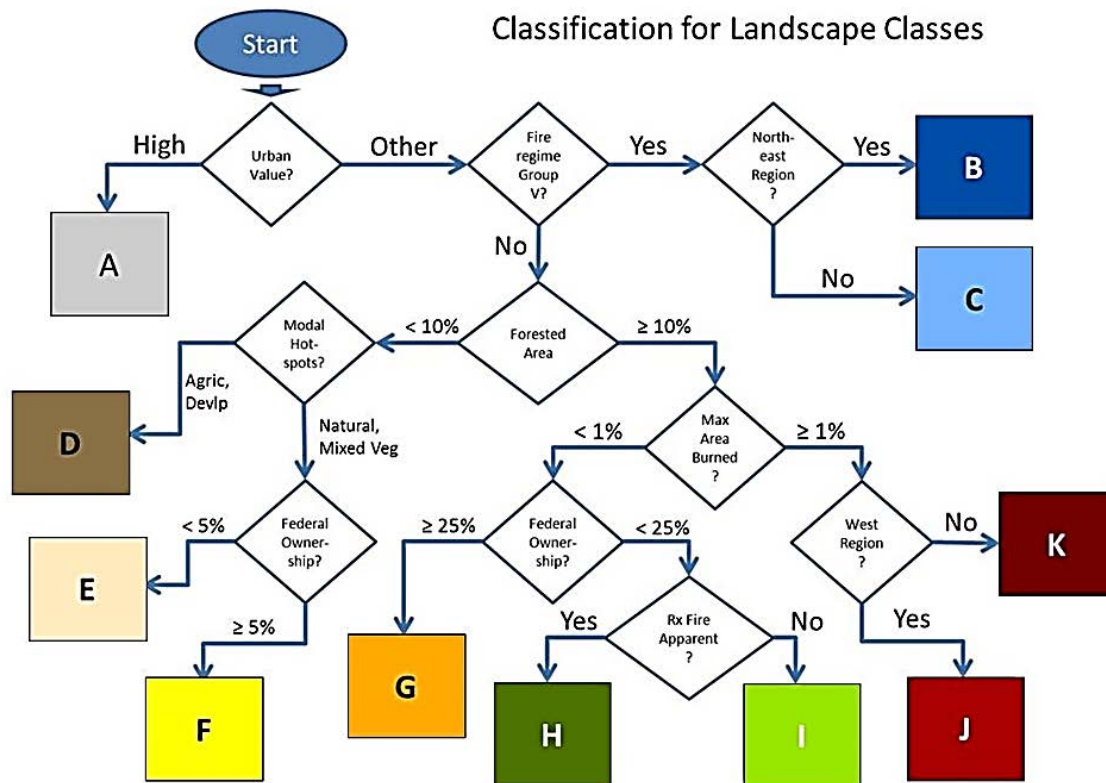 Classification for Landscape Classes
Start
High
Urban
Value?
Other
Fire
regime
Group
V?
Yes
North-
east
Region
?
Yes
B
A
No
No
C
Modal
Hot-
spots?
< 10%
Forested
Area
≥ 10%
Agric,
Devlp
D
Natural,
Mixed Veg
< 1%
Max
Area
Burned
?
≥ 1%
< 5%
Federal
Owner-
ship?
≥ 25%
Federal
Owner-
ship?
< 25%
West
Region
?
No
K
E
≥ 5%
Yes
Rx Fire
Apparent
?
No
Yes
F
G
H
I
J